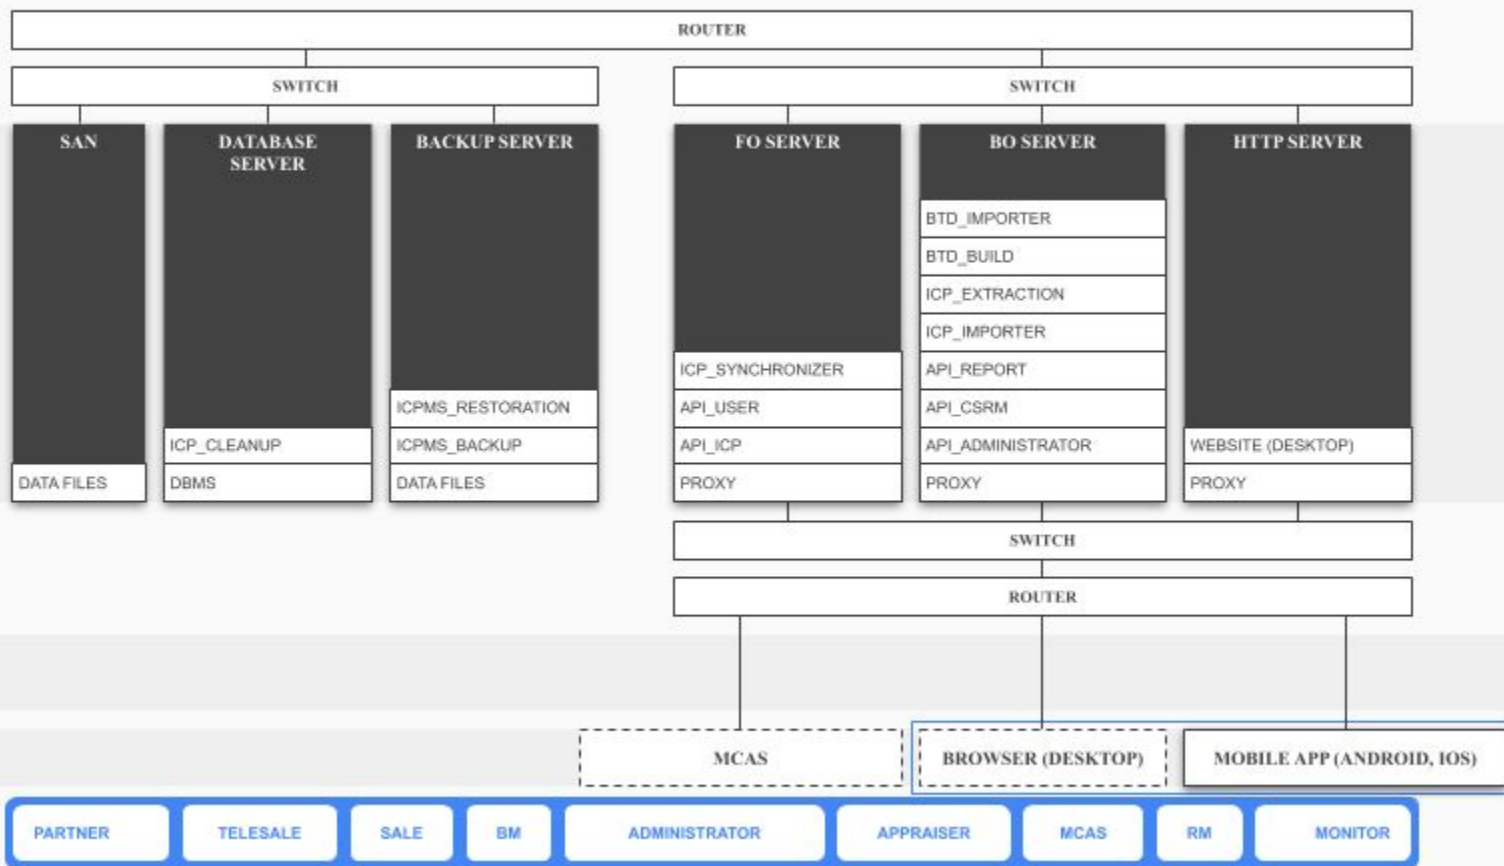 ROUTER
SWITCH
SWITCH
SAN
DATABASE
SERVER
BACKUP SERVER
FO SERVER
BO SERVER
HTTP SERVER
BTD_IMPORTER
BTD_BUILD
ICP_EXTRACTION
ICP_IMPORTER
ICP_SYNCHRONIZER
API_REPORT
ICPMS_RESTORATION
API_USER
API_CSRM
ICP_CLEANUP
ICPMS_BACKUP
API_ICP
API_ADMINISTRATOR
WEBSITE (DESKTOP)
DATA FILES
DBMS
DATA FILES
PROXY
PROXY
PROXY
SWITCH
ROUTER
MCAS
BROWSER (DESKTOP)
MOBILE APP (ANDROID, IOS)
PARTNER
TELESALE
SALE
BM
ADMINISTRATOR
APPRAISER
MCAS
RM
MONITOR